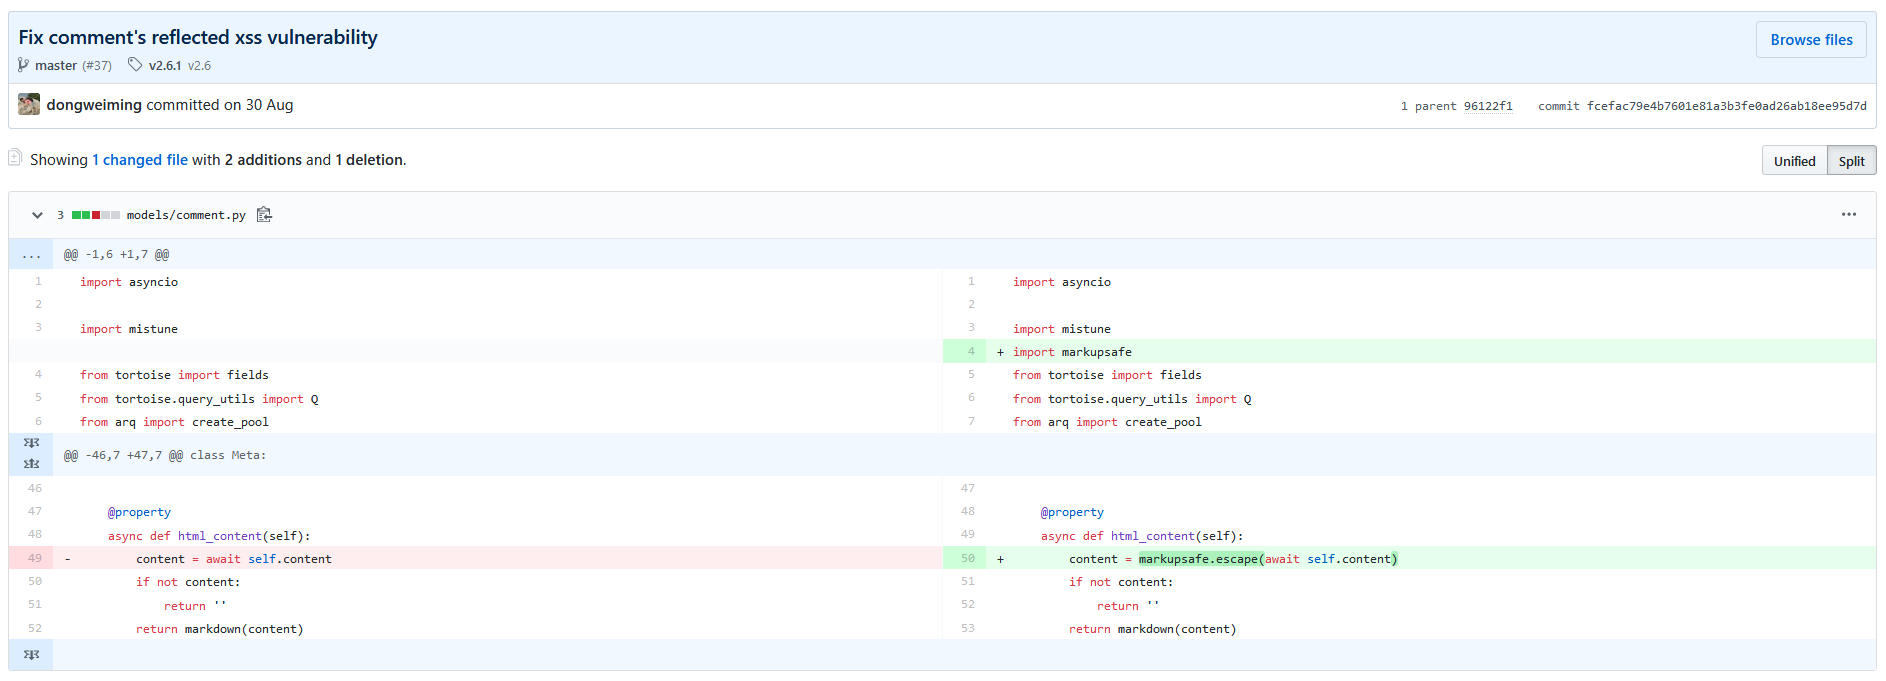 Fix comment's reflected xss vulnerability
Browse files
master (#37) v2.6.1 v2.6
dongweiming committed on 30 Aug
1 parent 96122f1 commit fcefac79e4b7601e81a3b3fe0ad26ab18ee95d7d
Showing 1 changed file with 2 additions and 1 deletion.
Unified Split
3 models/comment.py
... @@ -1,6 +1,7 @@
1 import asyncio 1 import asyncio
2 2
3 import mistune 3 import mistune
4 + import markupsafe
4 from tortoise import fields 5 from tortoise import fields
5 from tortoise.query_utils import Q 6 from tortoise.query_utils import Q
6 from arq import create_pool 7 from arq import create_pool
@@ -46,7 +47,7 @@ class Meta:
46 47
47 @property 48 @property
48 async def html_content(self): 49 async def html_content(self):
49 - content = await self.content 50 + content = markupsafe.escape(await self.content)
50 if not content: 51 if not content:
51 return '' 52 return ''
52 return markdown(content) 53 return markdown(content)